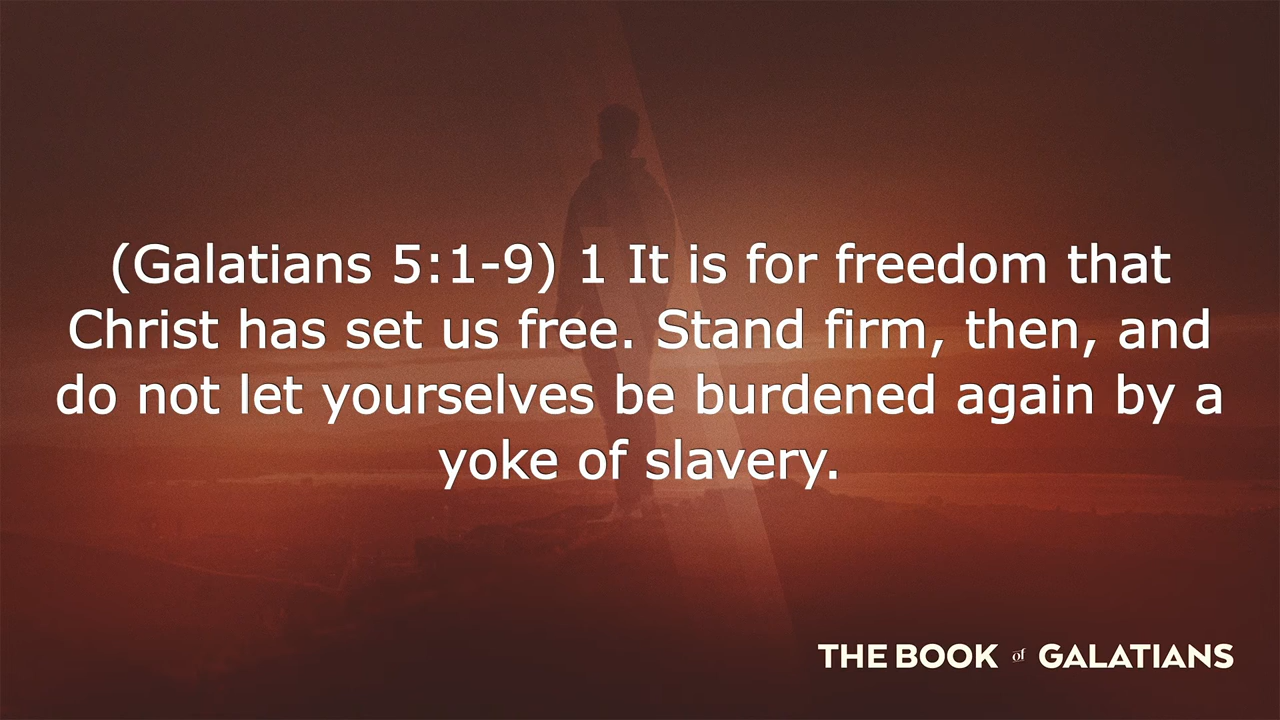 (Galatians 5:1-9) 1 It is for freedom that
Christ has set us free. Stand firm, then, and
do not let yourselves be burdened again by a
yoke of slavery.
THE BOOK of GALATIANS